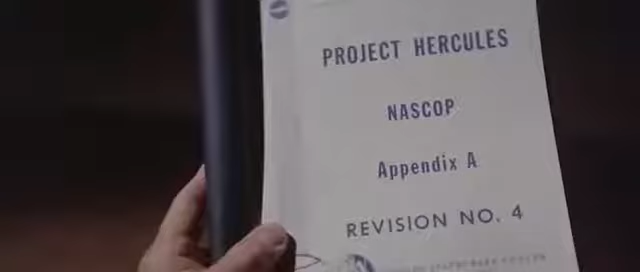 PROJECT HERCULES
NASCOP
Appendix A
REVISION NO. 4